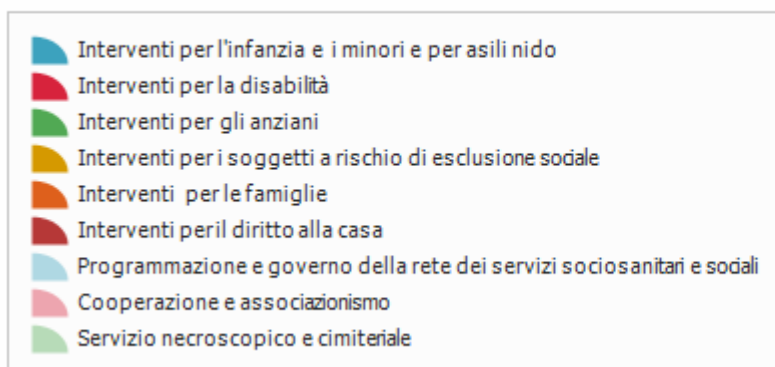 Interventi per l'infanzia e i minori e per asili nido
Interventi per la disabilità
Interventi per gli anziani
Interventi per i soggetti a rischio di esclusione sociale
Interventi per le famiglie
Interventi per il diritto alla casa
Programmazione e governo della rete dei servizi sociosanitari e sociali
Cooperazione e associazionismo
Servizio necroscopico e cimiteriale